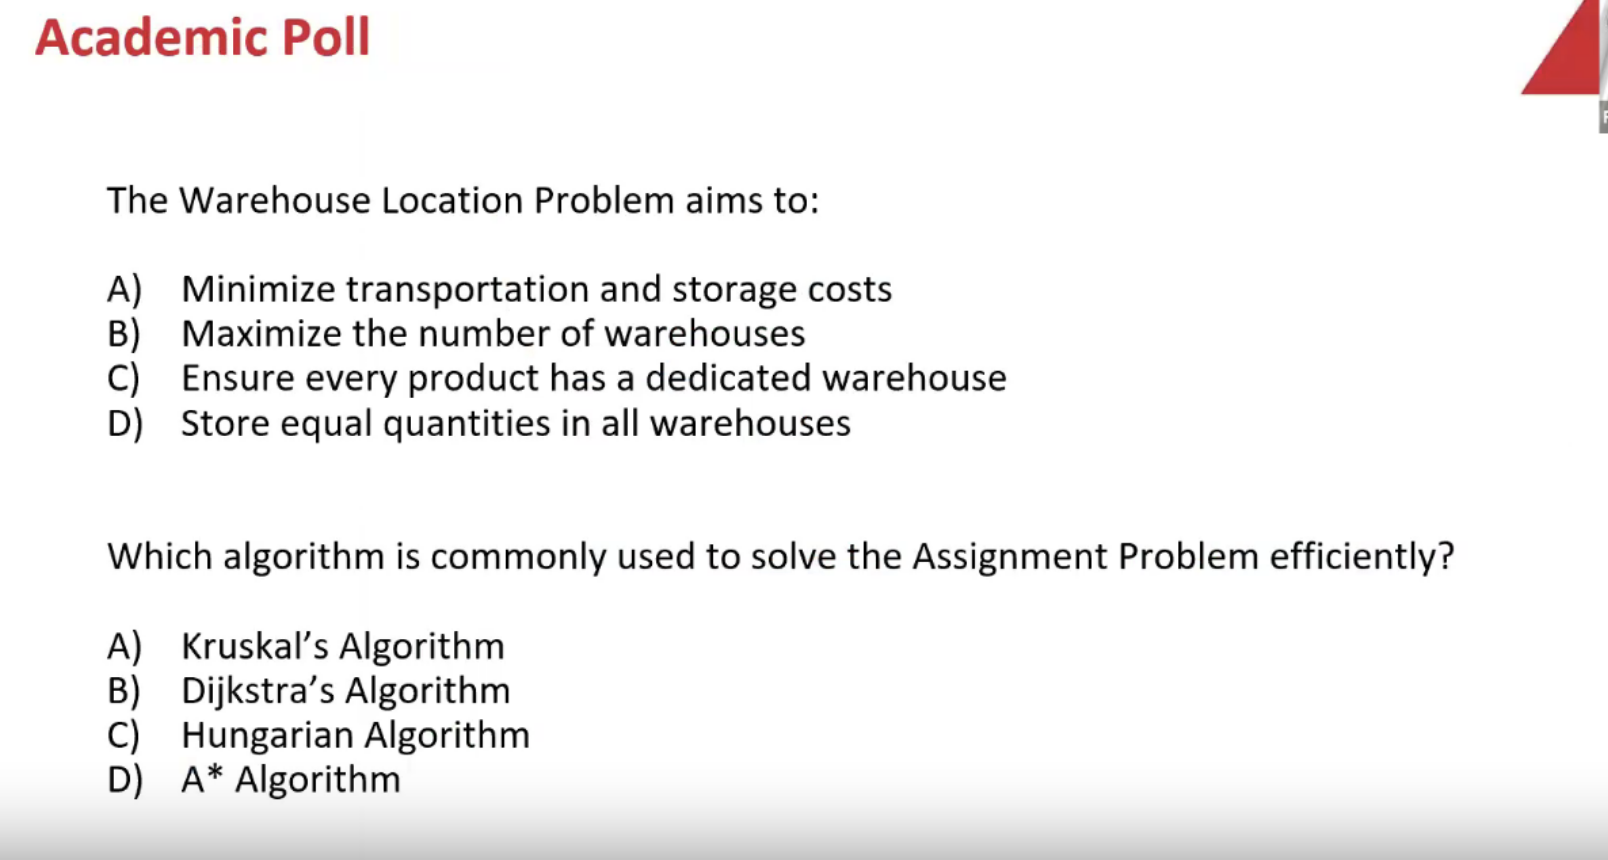 Academic Poll
The Warehouse Location Problem aims to:
A) Minimize transportation and storage costs
B) Maximize the number of warehouses
C) Ensure every product has a dedicated warehouse
D) Store equal quantities in all warehouses
Which algorithm is commonly used to solve the Assignment Problem efficiently?
A) Kruskal’s Algorithm
B) Dijkstra’s Algorithm
C) Hungarian Algorithm
D) A* Algorithm